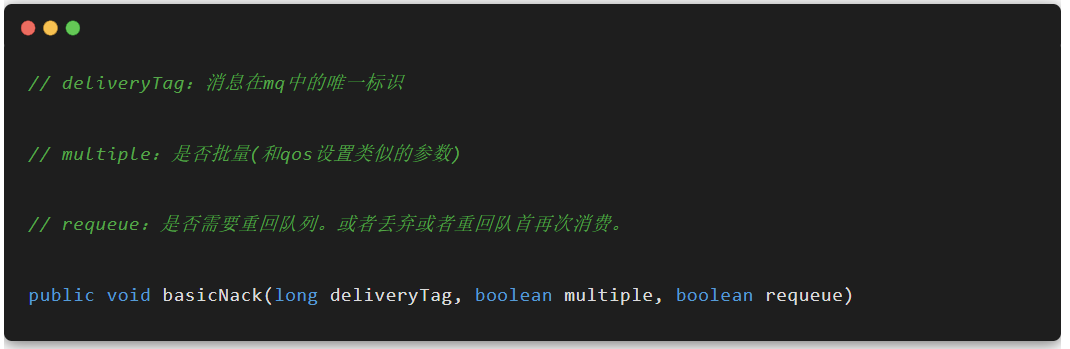 // deliveryTag：消息在mq中的唯一标识
// multiple：是否批量(和qos设置类似的参数)
// requeue：是否需要重回队列。或者丢弃或者重回队首再次消费。
public void basicNack(long deliveryTag, boolean multiple, boolean requeue)